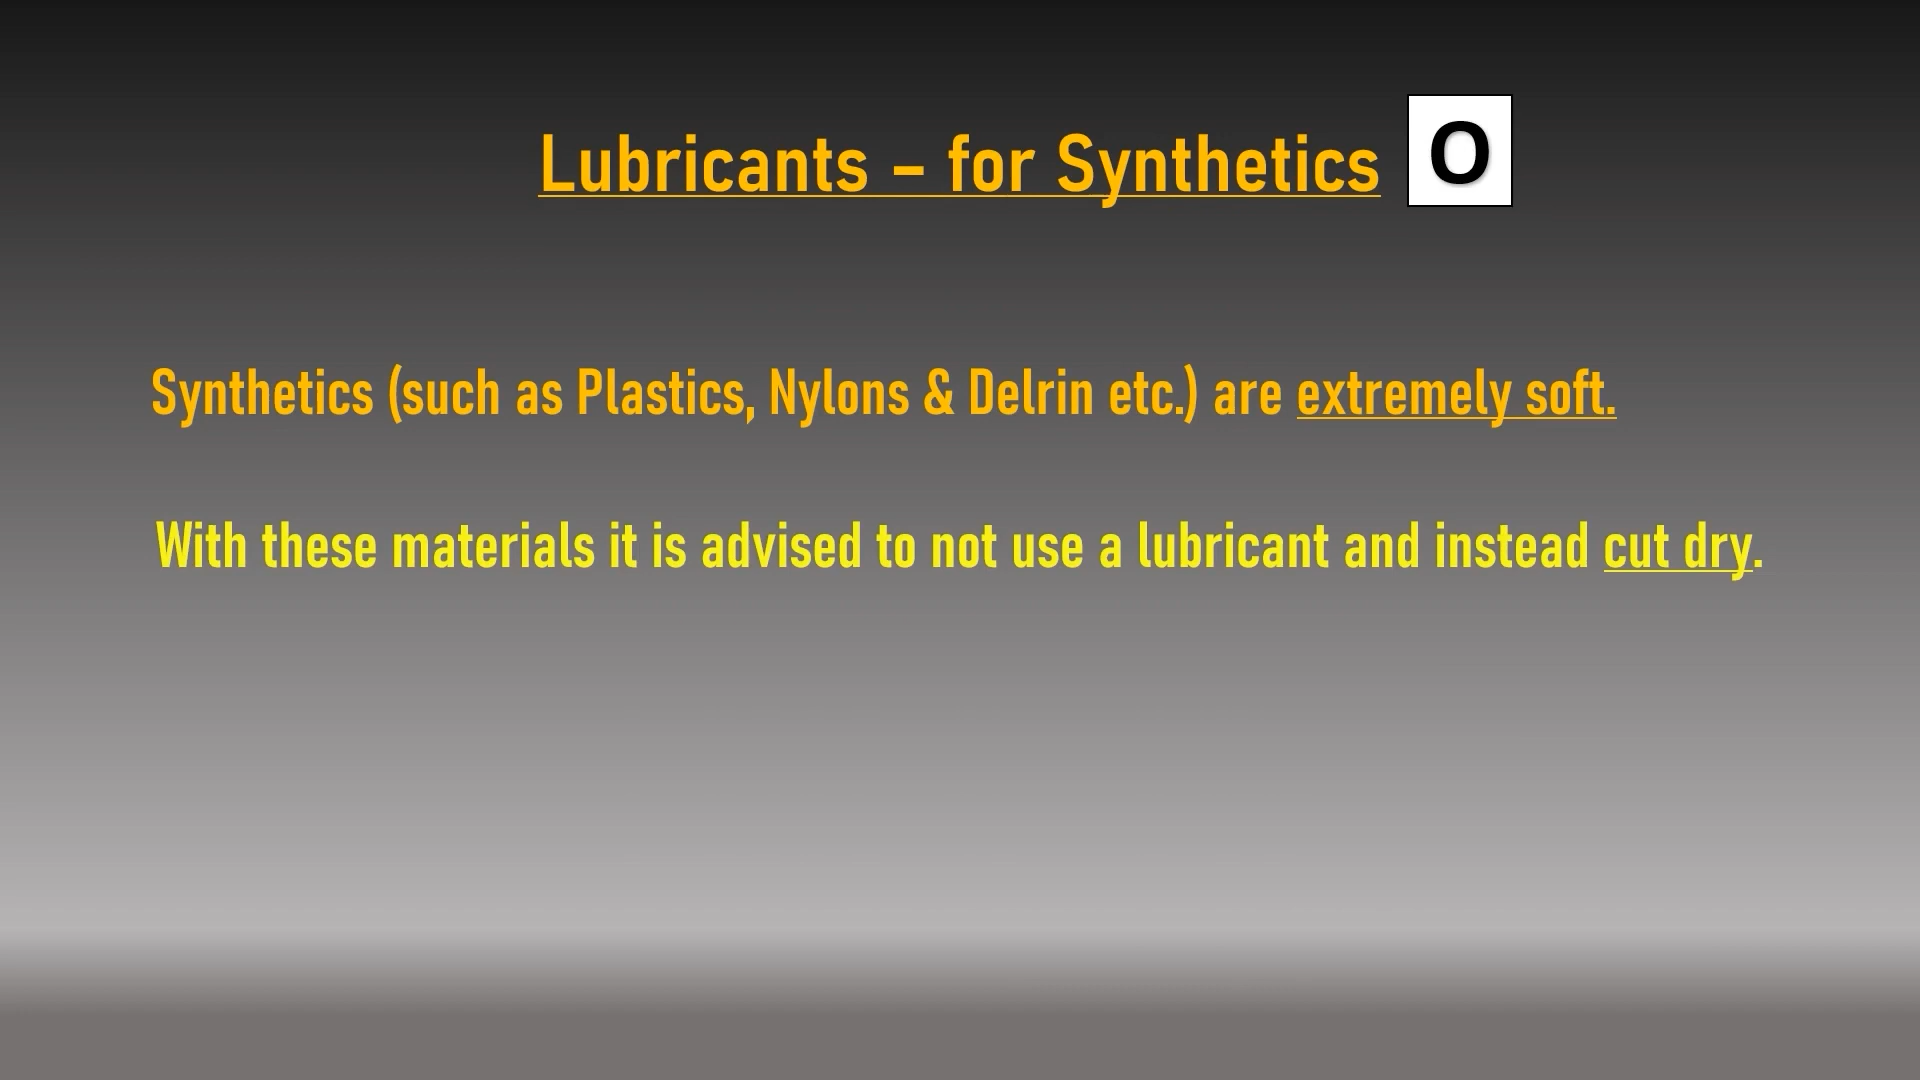 Lubricants – for Synthetics O
Synthetics (such as Plastics, Nylons & Delrin etc.) are extremely soft.
With these materials it is advised to not use a lubricant and instead cut dry.